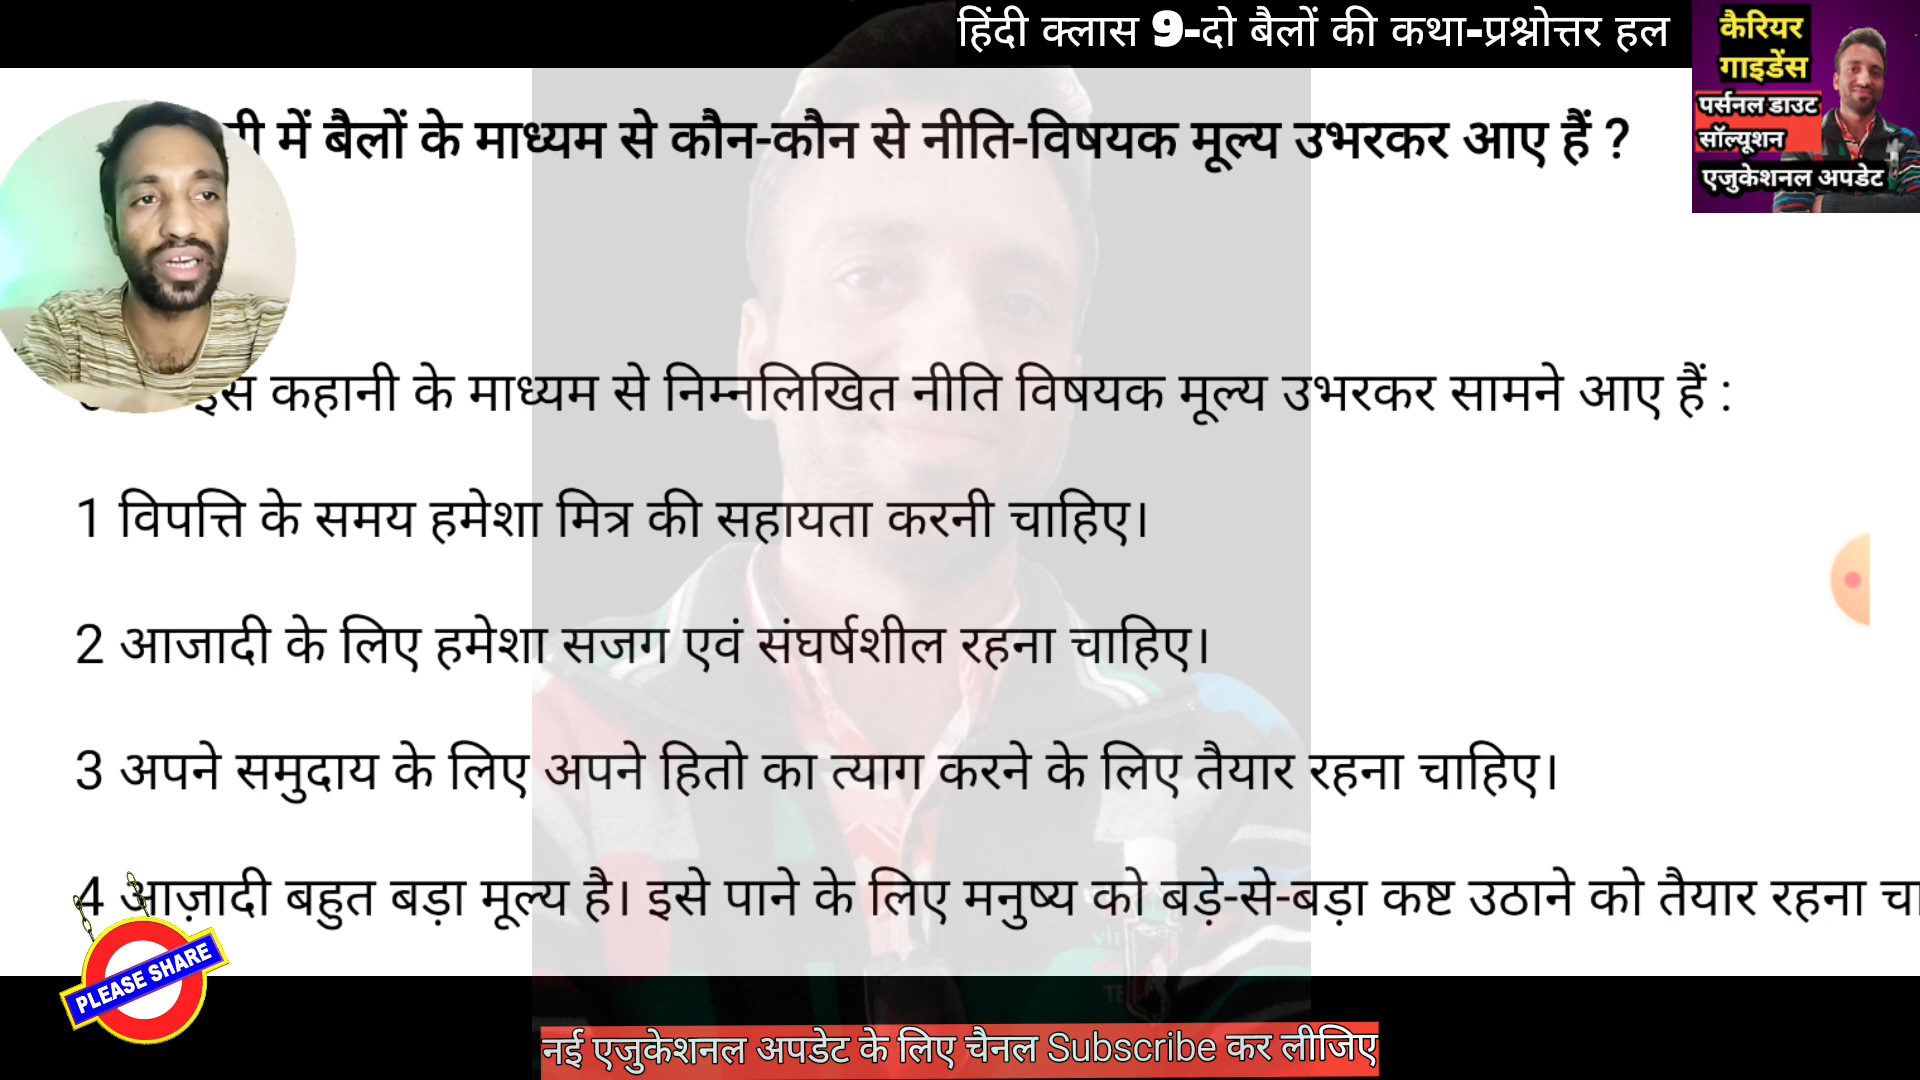 हिंदी क्लास 9-दो बैलों की कथा-प्रश्नोत्तर हल
कैरियर
गाइडेंस
पर्सनल डाउट
सॉल्यूशन
एजुकेशनल अपडेट
में बैलों के माध्यम से कौन-कौन से नीति-विषयक मूल्य उभरकर आए हैं ?
इस कहानी के माध्यम से निम्नलिखित नीति विषयक मूल्य उभरकर सामने आए हैं :
1 विपत्ति के समय हमेशा मित्र की सहायता करनी चाहिए।
2 आजादी के लिए हमेशा सजग एवं संघर्षशील रहना चाहिए।
3 अपने समुदाय के लिए अपने हितो का त्याग करने के लिए तैयार रहना चाहिए।
4 आज़ादी बहुत बड़ा मूल्य है। इसे पाने के लिए मनुष्य को बड़े-से-बड़ा कष्ट उठाने को तैयार रहना चा
PLEASE SHARE
नई एजुकेशनल अपडेट के लिए चैनल Subscribe कर लीजिए